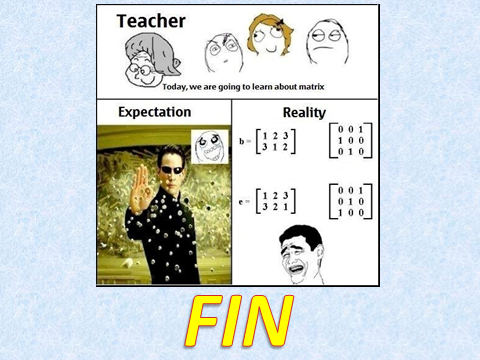 Teacher
Today, we are going to learn about matrix
Expectation
Reality
b = [1 2 3
3 1 2]
[0 0 1
1 0 0
0 1 0]
e = [1 2 3
3 2 1]
[0 0 1
0 1 0
1 0 0]
FIN